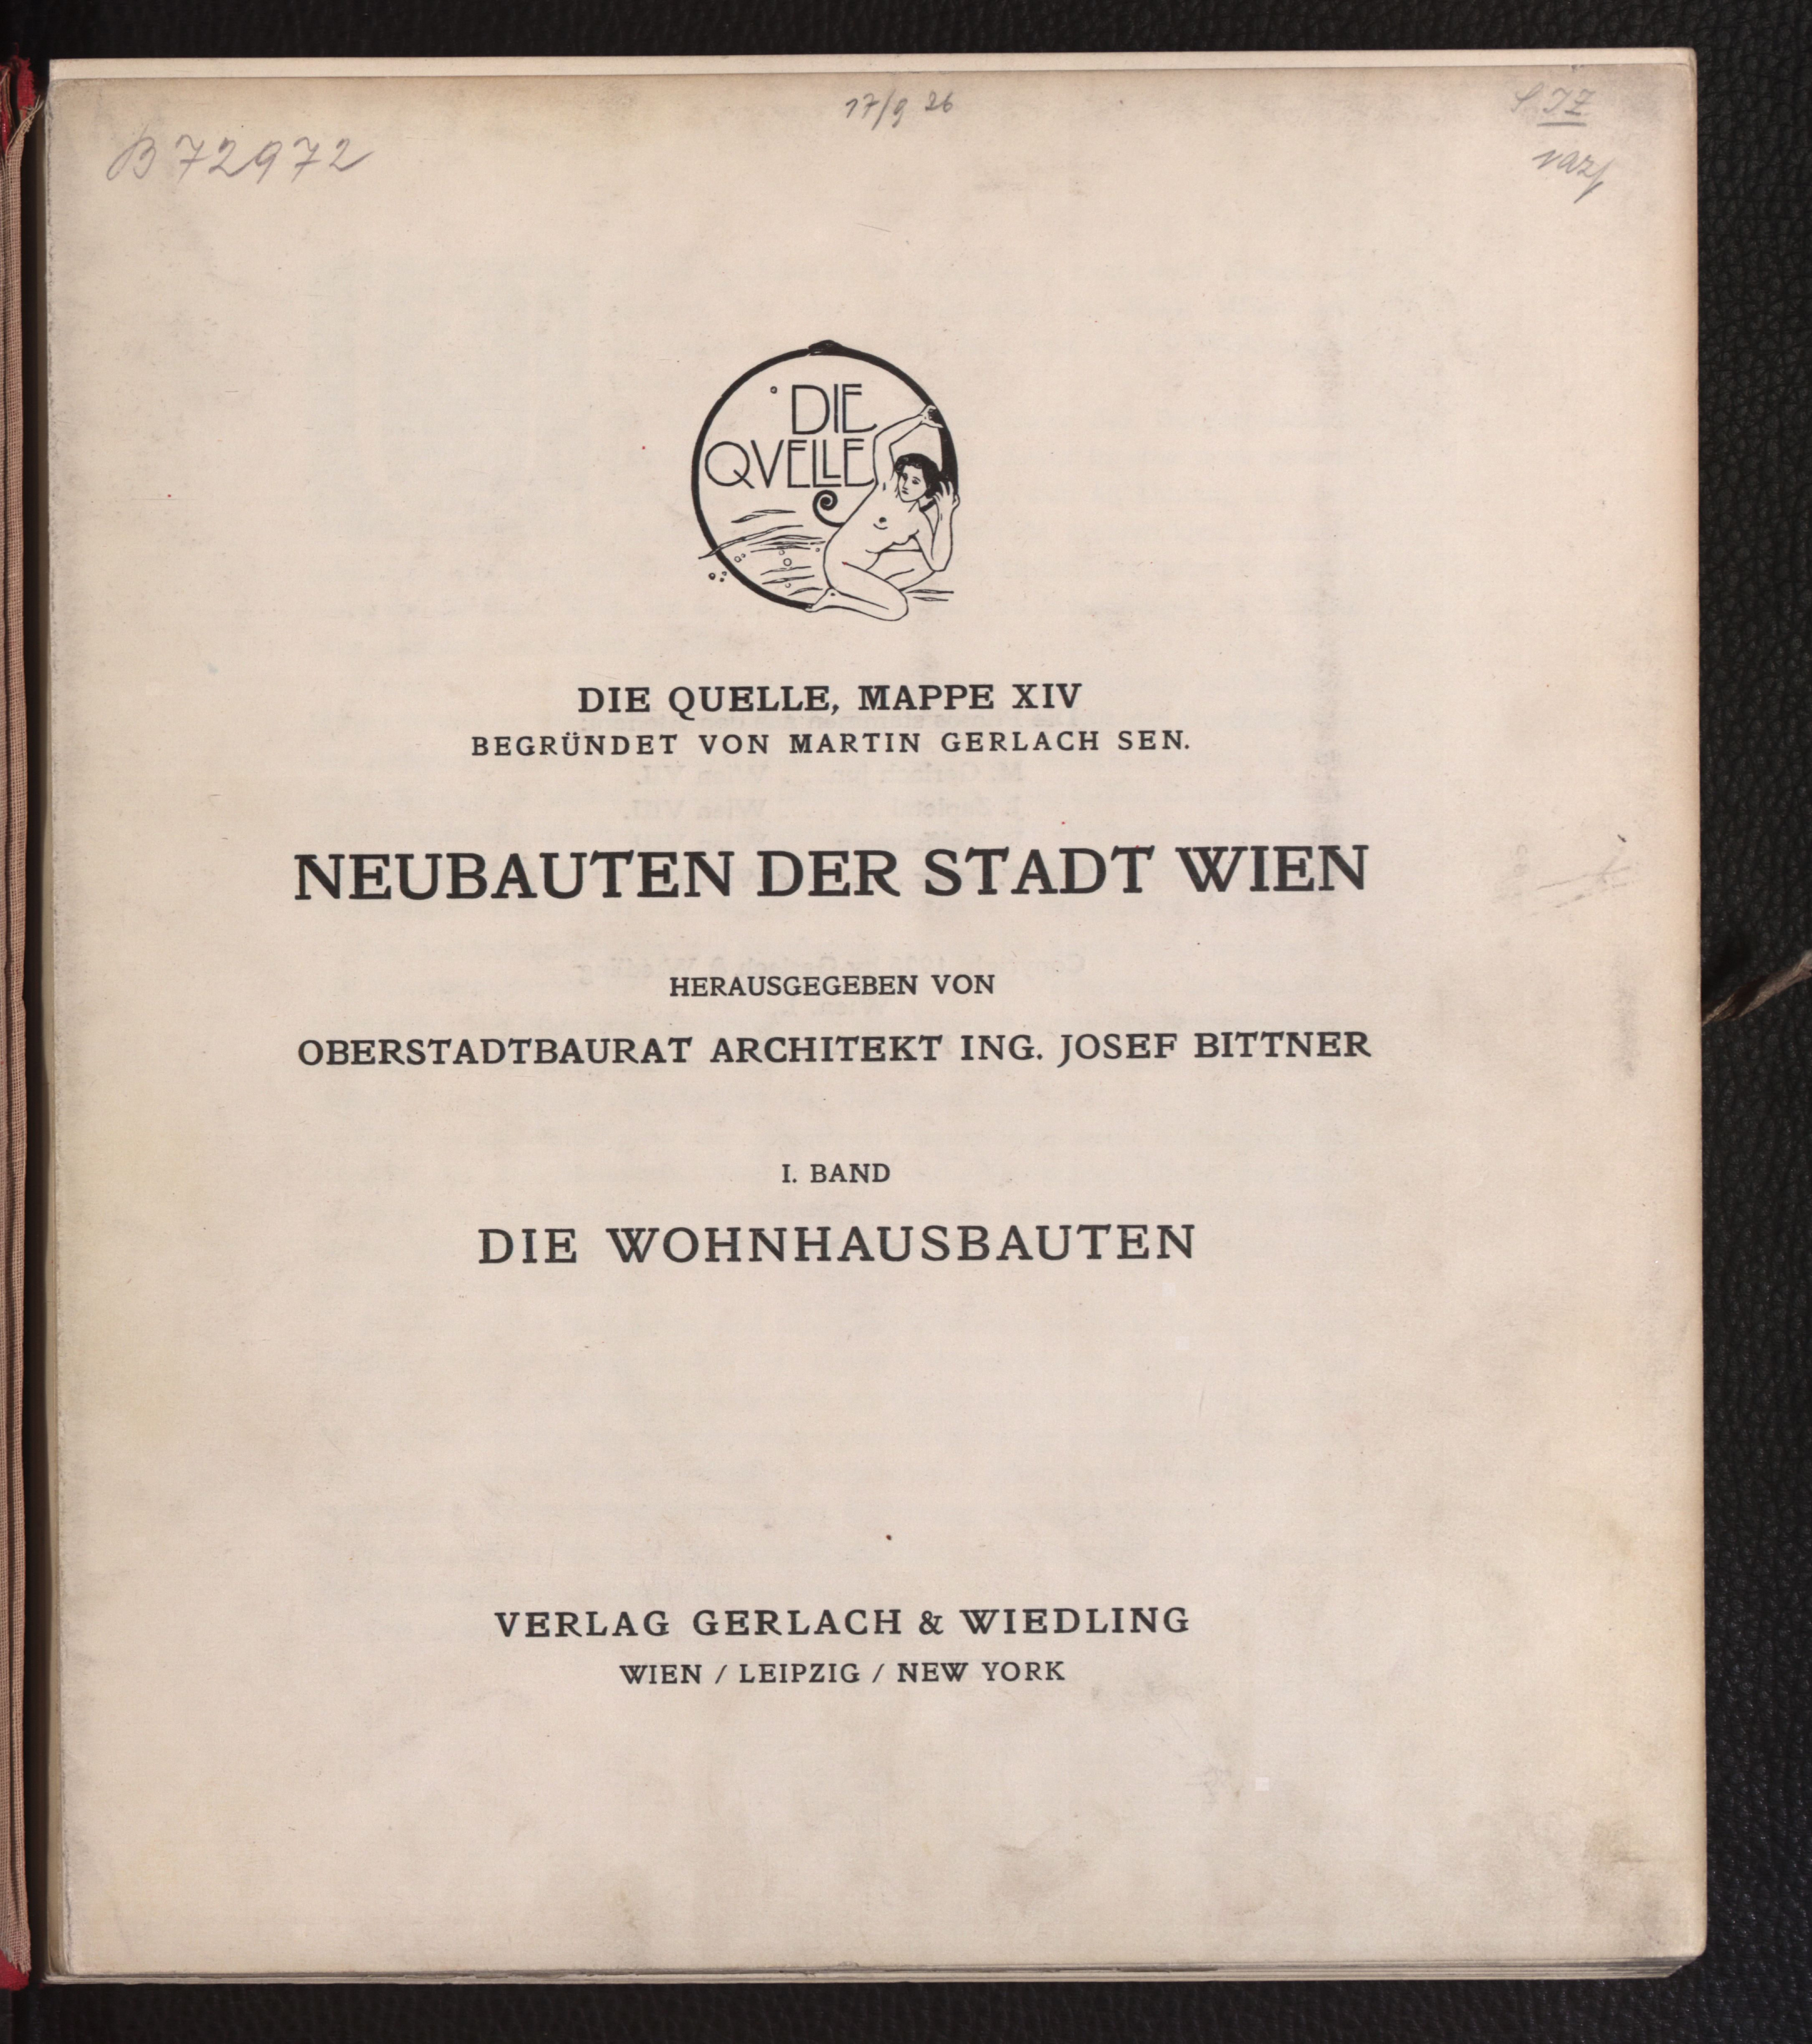 17/9 26
B 72972
DIE
QVELLE
DIE QUELLE, MAPPE XIV
BEGRÜNDET VON MARTIN GERLACH SEN.
NEUBAUTEN DER STADT WIEN
HERAUSGEGEBEN VON
OBERSTADTBAURAT ARCHITEKT ING. JOSEF BITTNER
I. BAND
DIE WOHNHAUSBAUTEN
VERLAG GERLACH & WIEDLING
WIEN / LEIPZIG / NEW YORK